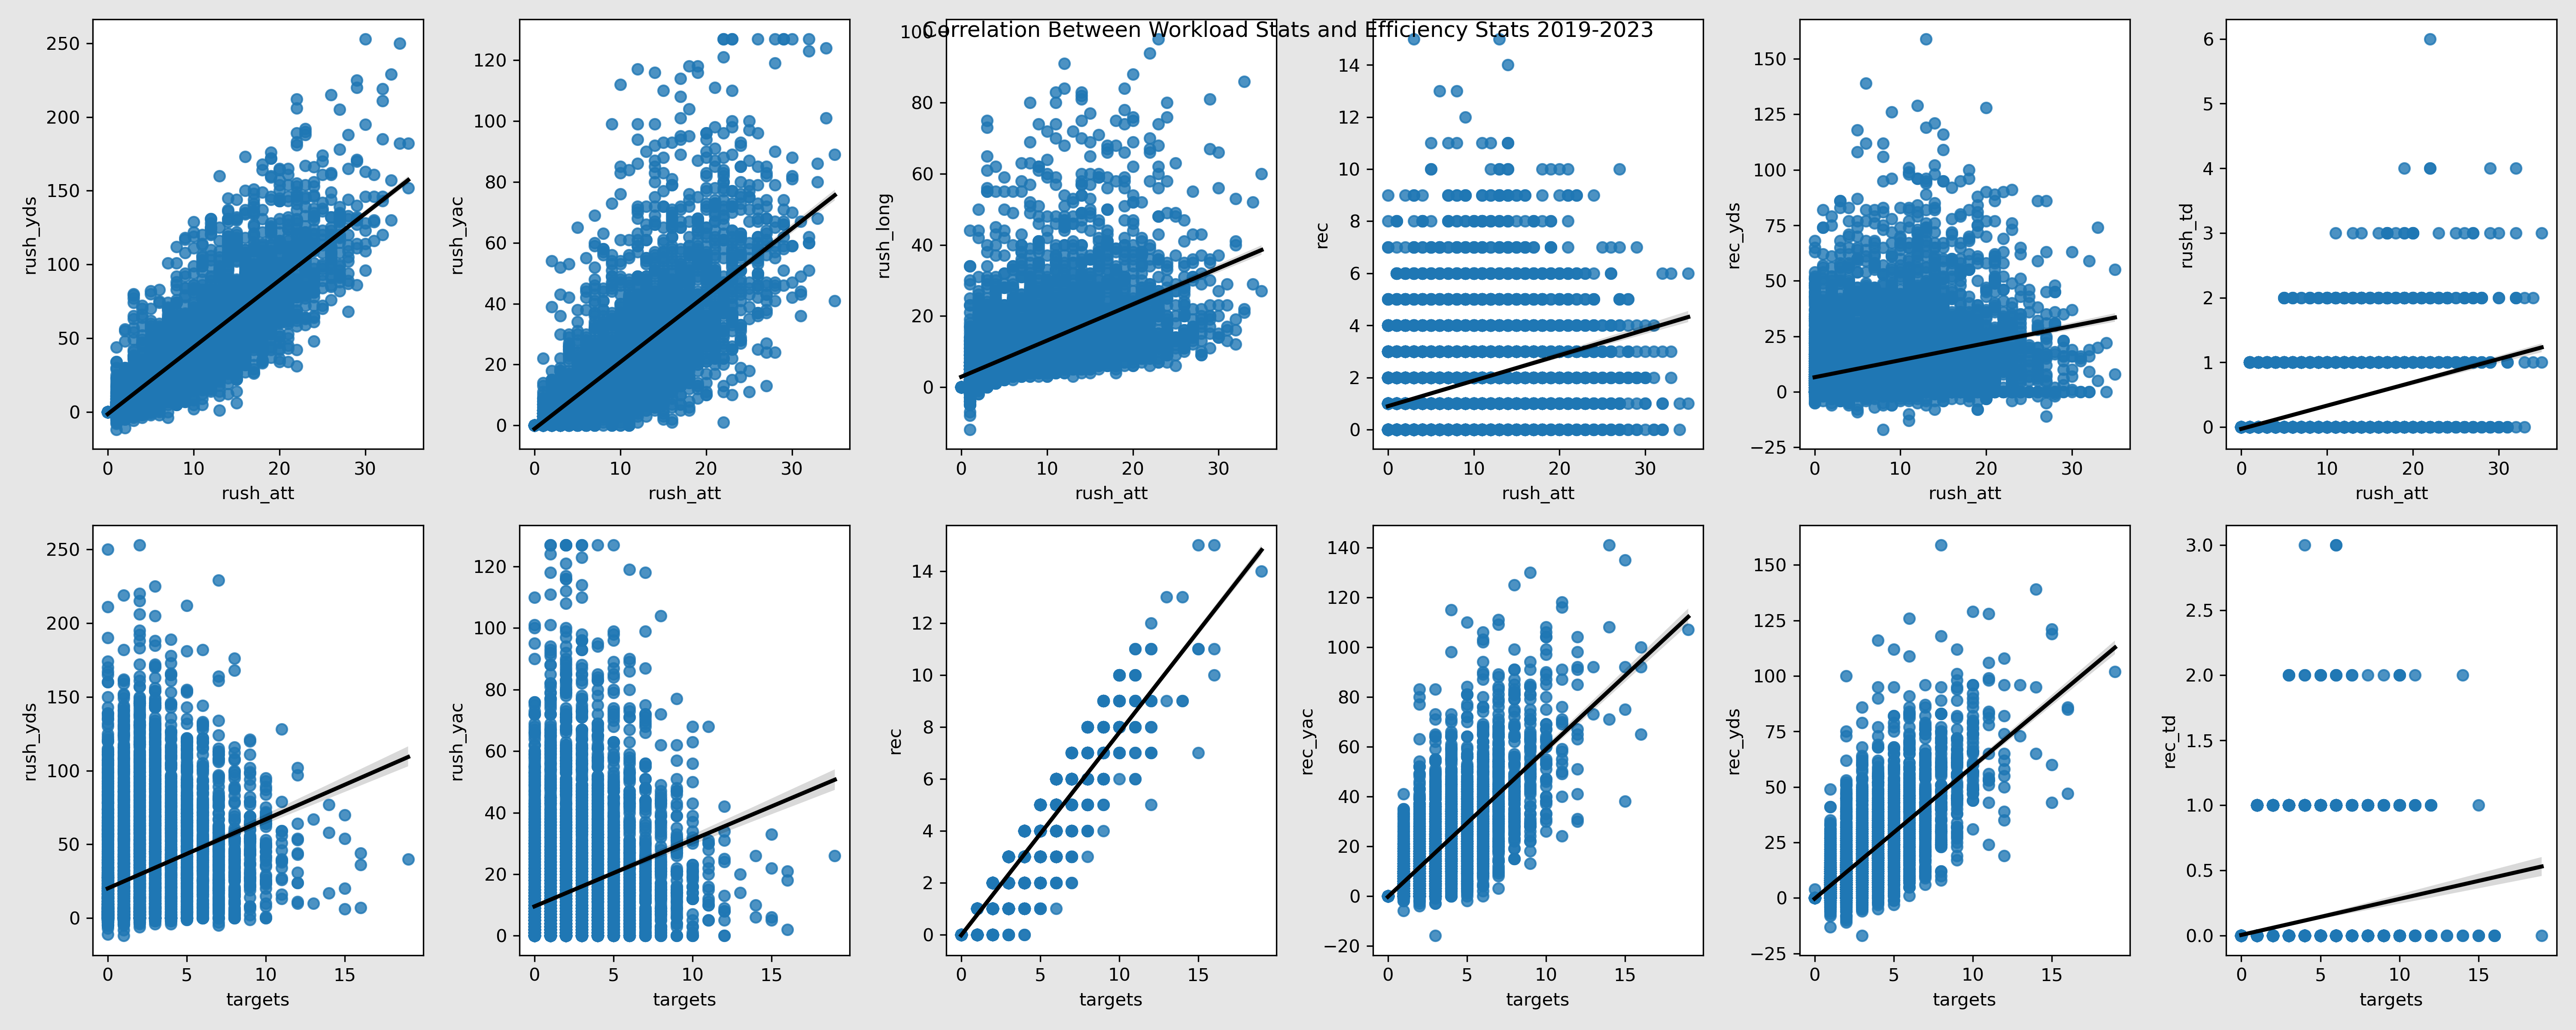 Correlation Between Workload Stats and Efficiency Stats 2019-2023
250
200
150
100
50
0
rush_yds
0 10 20 30
rush_att
120
100
80
60
40
20
0
rush_yac
0 10 20 30
rush_att
100
80
60
40
20
0
rush_long
0 10 20 30
rush_att
14
12
10
8
6
4
2
0
rec
0 10 20 30
rush_att
150
125
100
75
50
25
0
−25
rec_yds
0 10 20 30
rush_att
6
5
4
3
2
1
0
rush_td
0 10 20 30
rush_att
250
200
150
100
50
0
rush_yds
0 5 10 15
targets
120
100
80
60
40
20
0
rush_yac
0 5 10 15
targets
14
12
10
8
6
4
2
0
rec
0 5 10 15
targets
140
120
100
80
60
40
20
0
−20
rec_yac
0 5 10 15
targets
150
125
100
75
50
25
0
−25
rec_yds
0 5 10 15
targets
3.0
2.5
2.0
1.5
1.0
0.5
0.0
rec_td
0 5 10 15
targets